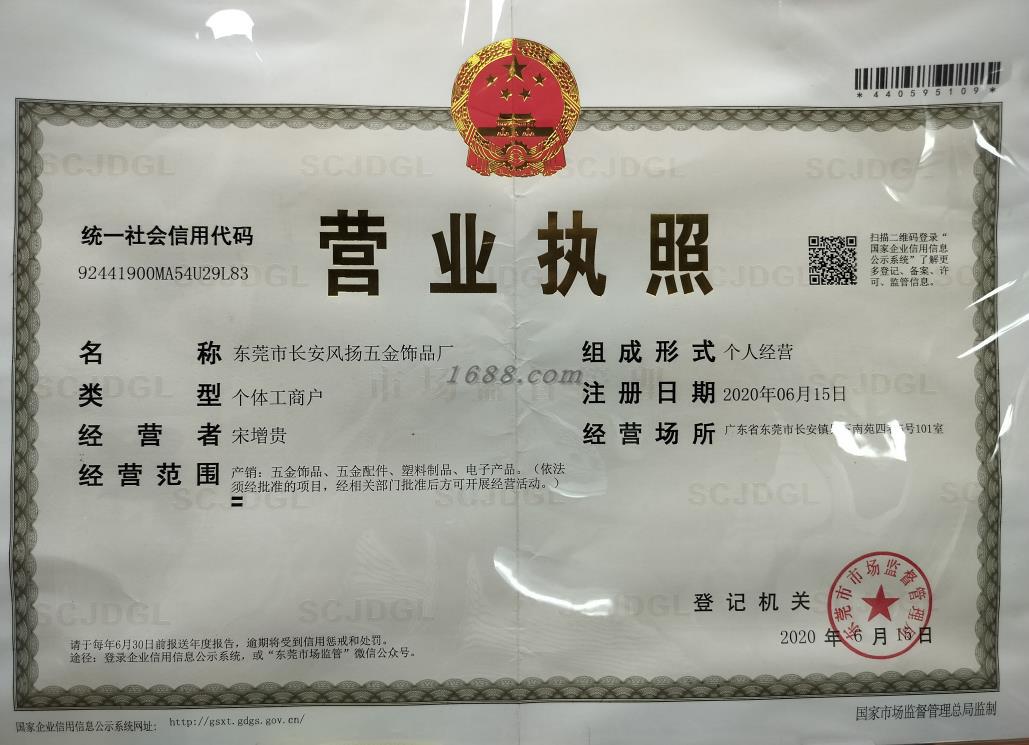 *440595109*
营业执照
统一社会信用代码
92441900MA54U29L83
扫描二维码登录“
国家企业信用信息
公示系统”了解更
多登记、备案、许
可、监管信息。
名称 东莞市长安风扬五金饰品厂
类型 个体工商户
经营者 宋增贵
经营范围 产销：五金饰品、五金配件、塑料制品、电子产品。（依法
须经批准的项目，经相关部门批准后方可开展经营活动。）
组成形式 个人经营
注册日期 2020年06月15日
经营场所 广东省东莞市长安镇 南苑四 号101室
1688.com
登记机关
东莞市市场监督管理局
2020 年 6 月 15 日
请于每年6月30日前报送年度报告，逾期将受到信用惩戒和处罚。
途径：登录企业信用信息公示系统，或“东莞市场监管”微信公众号。
国家企业信用信息公示系统网址： http://gsxt.gdgs.gov.cn/
国家市场监督管理总局监制
SCJDGL